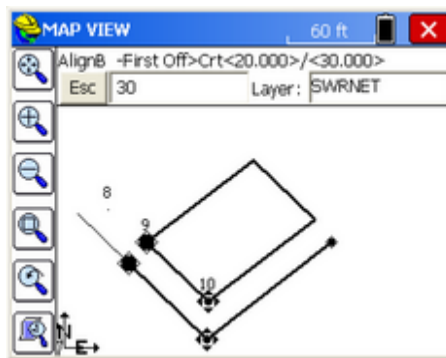 MAP VIEW 60 ft
AlignB -First Off>Crt<20.000>/<30.000>
Esc 30 Layer: SWRNET
8
9
10
N
E